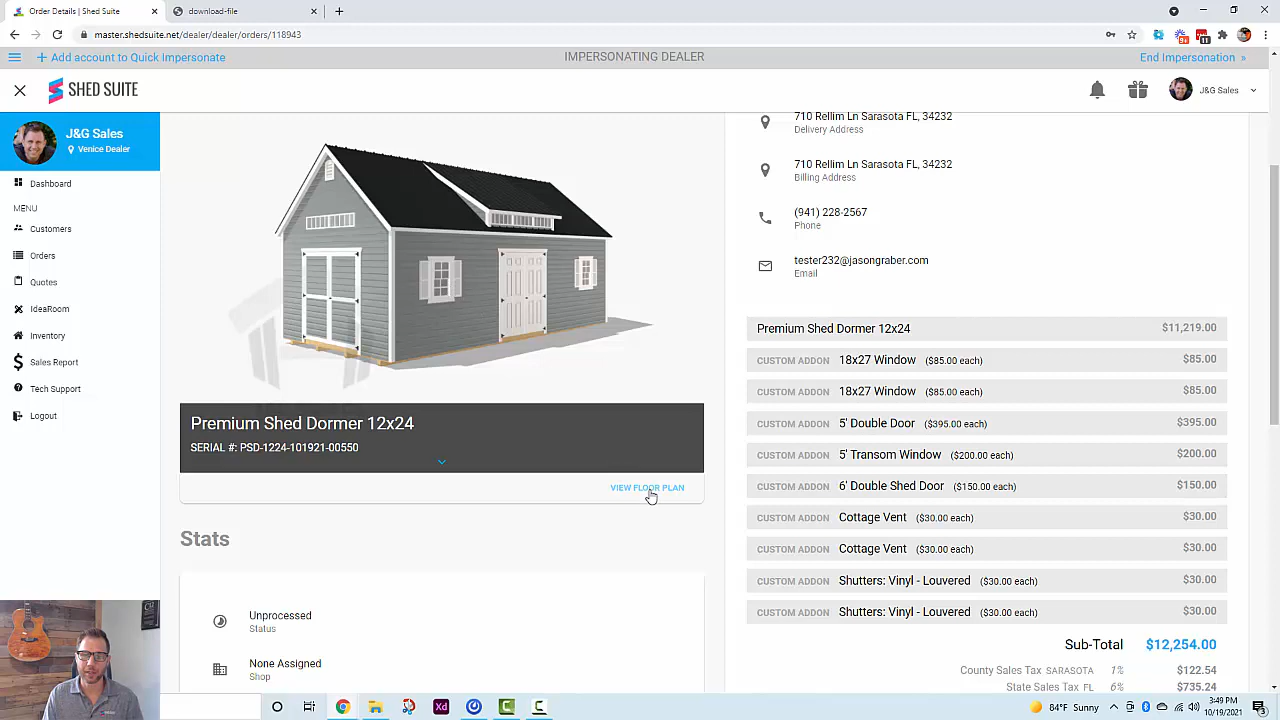 Order Details | Shed Suite
download-file
master.shedsuite.net/dealer/dealer/orders/118943
9+
11
+ Add account to Quick Impersonate
IMPERSONATING DEALER
End Impersonation »
SHED SUITE
J&G Sales
J&G Sales
Venice Dealer
Dashboard
MENU
Customers
Orders
Quotes
IdeaRoom
Inventory
Sales Report
Tech Support
Logout
Premium Shed Dormer 12x24
SERIAL #: PSD-1224-101921-00550
VIEW FLOOR PLAN
Stats
Unprocessed
Status
None Assigned
Shop
710 Rellim Ln Sarasota FL, 34232
Delivery Address
710 Rellim Ln Sarasota FL, 34232
Billing Address
(941) 228-2567
Phone
tester232@jasongraber.com
Email
Premium Shed Dormer 12x24 $11,219.00
CUSTOM ADDON 18x27 Window ($85.00 each) $85.00
CUSTOM ADDON 18x27 Window ($85.00 each) $85.00
CUSTOM ADDON 5' Double Door ($395.00 each) $395.00
CUSTOM ADDON 5' Transom Window ($200.00 each) $200.00
CUSTOM ADDON 6' Double Shed Door ($150.00 each) $150.00
CUSTOM ADDON Cottage Vent ($30.00 each) $30.00
CUSTOM ADDON Cottage Vent ($30.00 each) $30.00
CUSTOM ADDON Shutters: Vinyl - Louvered ($30.00 each) $30.00
CUSTOM ADDON Shutters: Vinyl - Louvered ($30.00 each) $30.00
Sub-Total $12,254.00
County Sales Tax SARASOTA 1% $122.54
State Sales Tax FL 6% $735.24
Xd
84°F Sunny
3:49 PM
10/19/2021
3